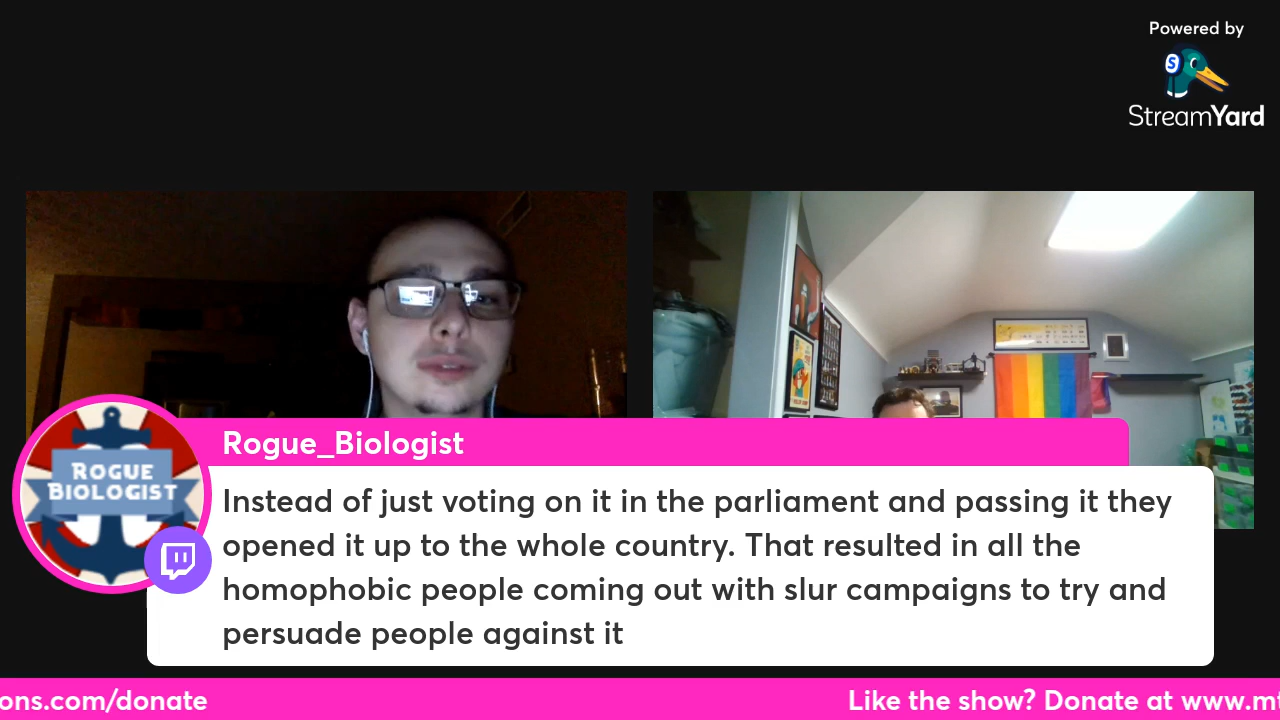 Powered by
S
StreamYard
Rogue_Biologist
ROGUE
BIOLOGIST
Instead of just voting on it in the parliament and passing it they
opened it up to the whole country. That resulted in all the
homophobic people coming out with slur campaigns to try and
persuade people against it
ons.com/donate
Like the show? Donate at www.mt